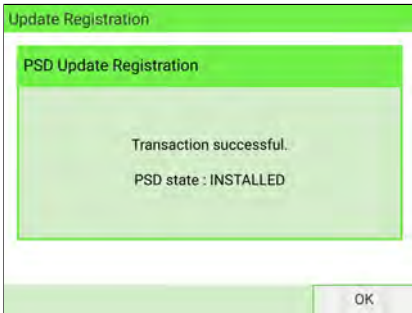 Update Registration
PSD Update Registration
Transaction successful.
PSD state : INSTALLED
OK